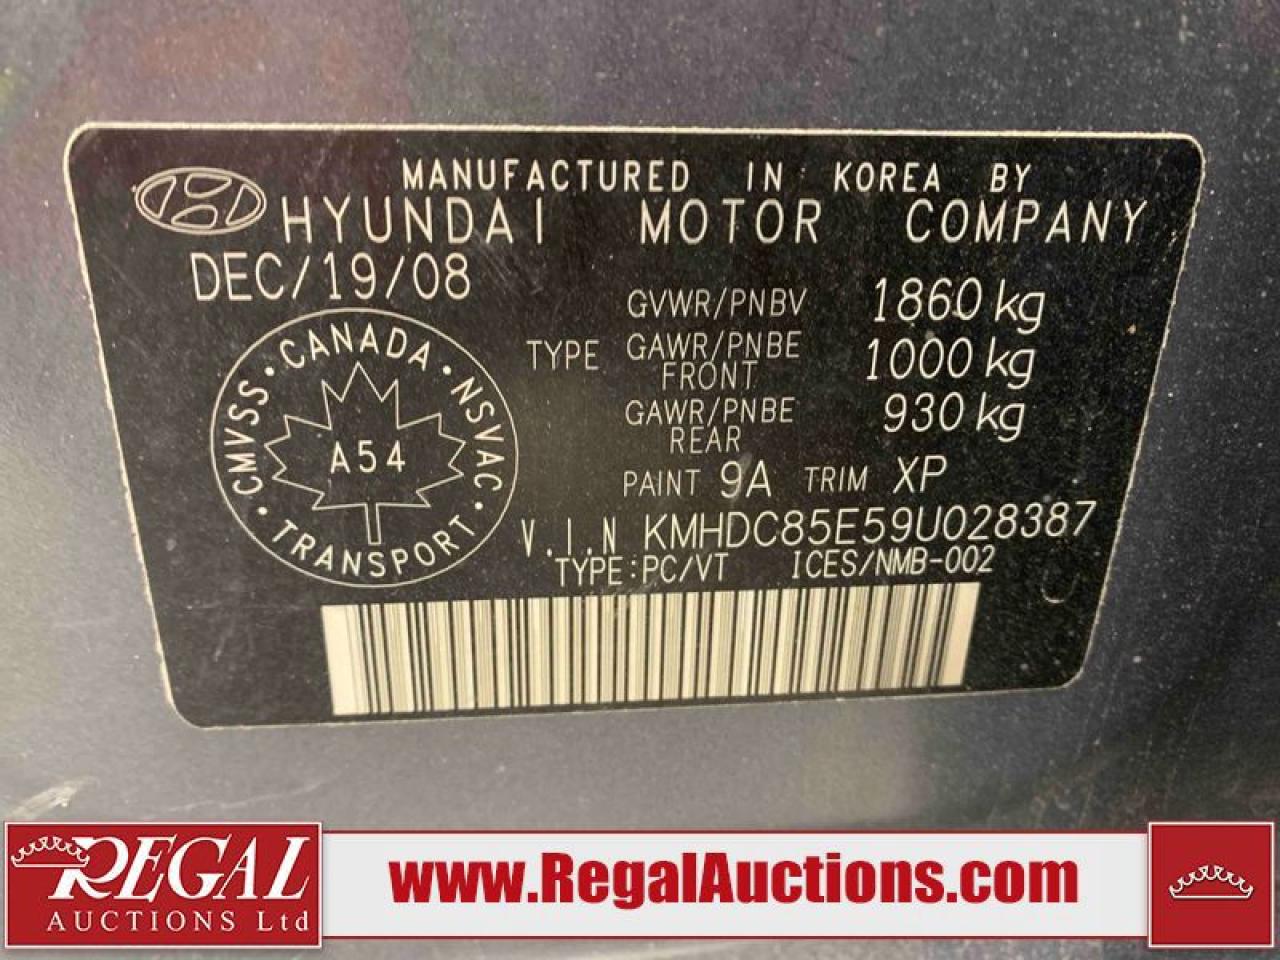 MANUFACTURED IN KOREA BY
HYUNDAI MOTOR COMPANY
DEC/19/08
GVWR/PNBV 1860 kg
TYPE GAWR/PNBE FRONT 1000 kg
GAWR/PNBE REAR 930 kg
PAINT 9A TRIM XP
V.I.N KMHDC85E59U028387
TYPE:PC/VT ICES/NMB-002
CMVSS • CANADA • NSVAC • TRANSPORT •
A54
REGAL
AUCTIONS Ltd
www.RegalAuctions.com